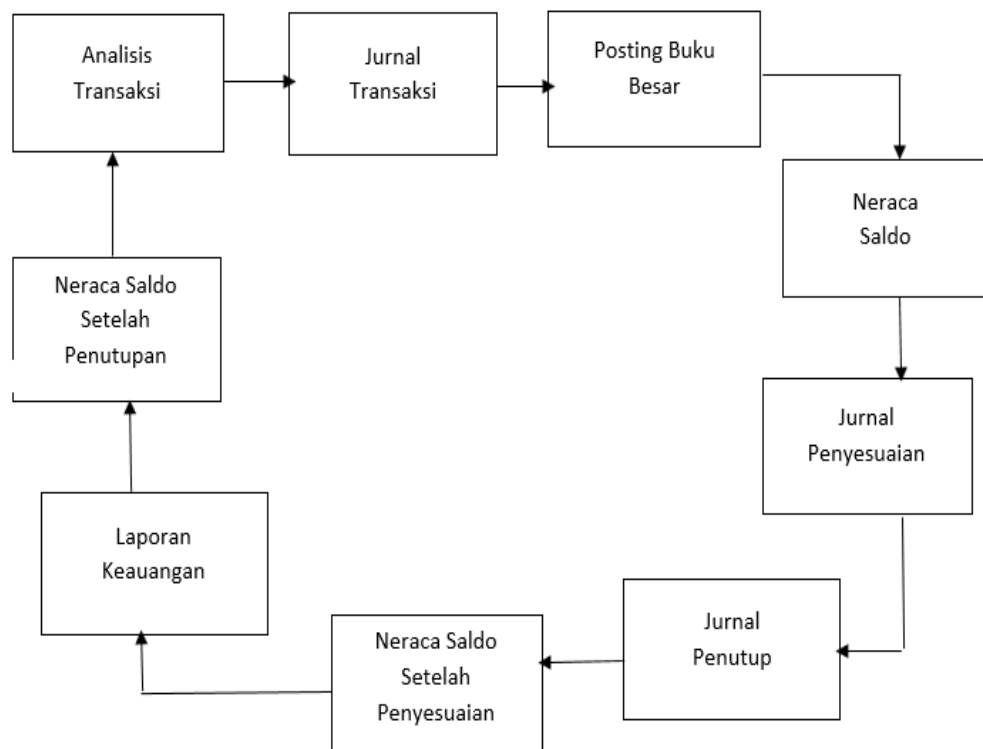 Analisis
Transaksi
Jurnal
Transaksi
Posting Buku
Besar
Neraca
Saldo
Jurnal
Penyesuaian
Jurnal
Penutup
Neraca Saldo
Setelah
Penyesuaian
Laporan
Keauangan
Neraca Saldo
Setelah
Penutupan